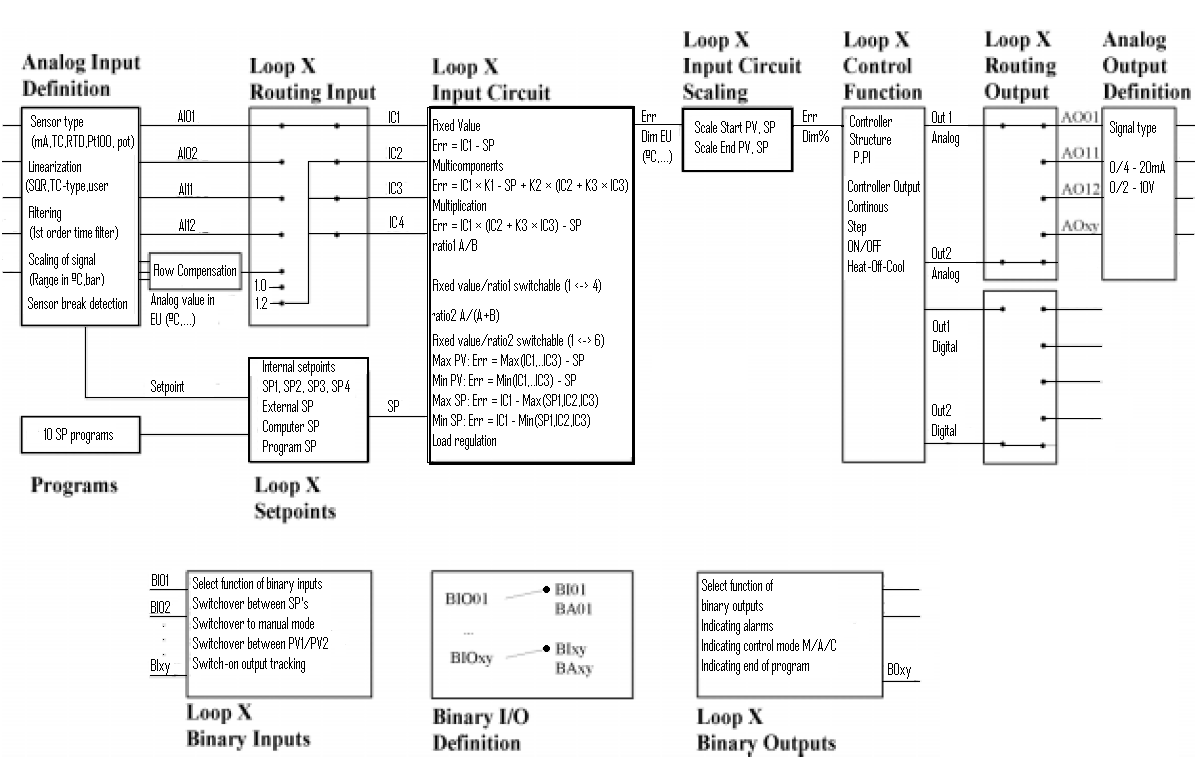 Analog Input
Definition
Sensor type
(mA,TC,RTD,Pt100, pot)
Linearization
(SQR,TC-type,user
Filtering
(1st order time filter)
Scaling of signal
(Range in ºC,bar)
Sensor break detection
AI01
AI02
AI11
AI12
Flow Compensation
Analog value in
EU (ºC,...)
Setpoint
10 SP programs
Programs
Loop X
Routing Input
1.0
1.2
Internal setpoints
SP1, SP2, SP3, SP4
External SP
Computer SP
Program SP
Loop X
Setpoints
IC1
IC2
IC3
IC4
SP
Loop X
Input Circuit
Fixed Value
Err = IC1 - SP
Multicomponents
Err = IC1 × K1 - SP + K2 × (IC2 + K3 × IC3)
Multiplication
Err = IC1 × (IC2 + K3 × IC3) - SP
ratio1 A/B
Fixed value/ratio1 switchable (1 <-> 4)
ratio2 A/(A+B)
Fixed value/ratio2 switchable (1 <-> 6)
Max PV: Err = Max(IC1,..IC3) - SP
Min PV: Err = Min(IC1,..IC3) - SP
Max SP: Err = IC1 - Max(SP1,IC2,IC3)
Min SP: Err = IC1 - Min(SP1,IC2,IC3)
Load regulation
Err
Dim EU
(ºC,...)
Loop X
Input Circuit
Scaling
Scale Start PV, SP
Scale End PV, SP
Err
Dim%
Loop X
Control
Function
Controller
Structure
P,PI
Controller Output
Continous
Step
ON/OFF
Heat-Off-Cool
Out 1
Analog
Out2
Analog
Out1
Digital
Out2
Digital
Loop X
Routing
Output
AO01
AO11
AO12
AOxy
Analog
Output
Definition
Signal type
0/4 - 20mA
0/2 - 10V
BI01
BI02
.
.
BIxy
Select function of binary inputs
Switchover between SP's
Switchover to manual mode
Switchover between PV1/PV2
Switch-on output tracking
Loop X
Binary Inputs
BIO01
BI01
BA01
...
BIOxy
BIxy
BAxy
Binary I/O
Definition
Select function of
binary outputs
Indicating alarms
Indicating control mode M/A/C
Indicating end of program
BOxy
Loop X
Binary Outputs